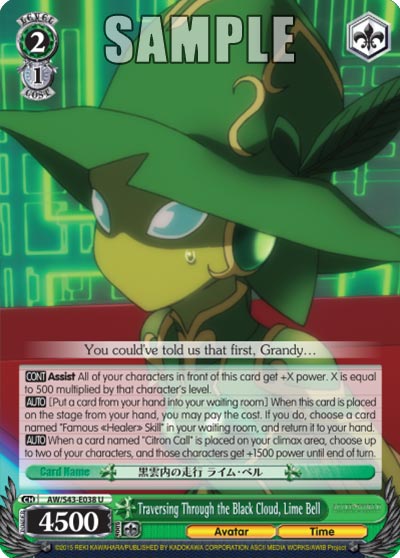 LEVEL
2
1
COST
SAMPLE
You could've told us that first, Grandy...
CONT Assist All of your characters in front of this card get +X power. X is equal
to 500 multiplied by that character's level.
AUTO [Put a card from your hand into your waiting room] When this card is
placed on the stage from your hand, you may pay the cost. If you do, choose a card
named "Famous «Healer» Skill" in your waiting room, and return it to your hand.
AUTO When a card named "Citron Call" is placed on your climax area, choose up
to two of your characters, and those characters get +1500 power until end of turn.
Card Name
黒雲内の走行 ライム・ベル
CH
AW/S43-E038 U
Traversing Through the Black Cloud, Lime Bell
4500
Avatar
Time
©2015 REKI KAWAHARA/PUBLISHED BY KADOKAWA CORPORATION ASCII MEDIA WORKS/AWIB Project